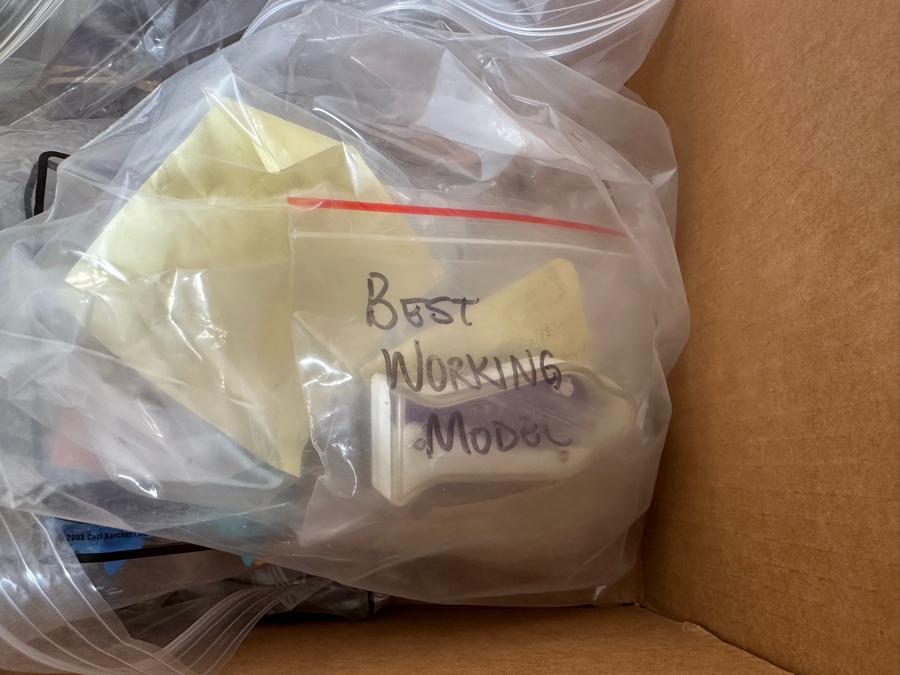 BEST
WORKING
MODEL
© 2003 Carl Karcher